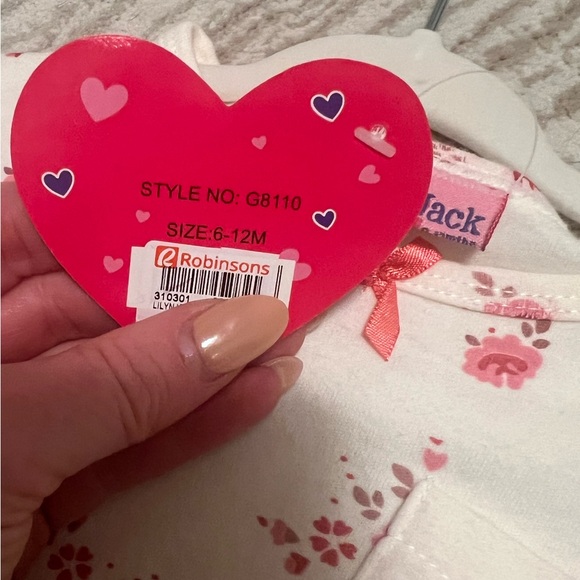 STYLE NO: G8110
SIZE:6-12M
Robinsons
310301
Jack